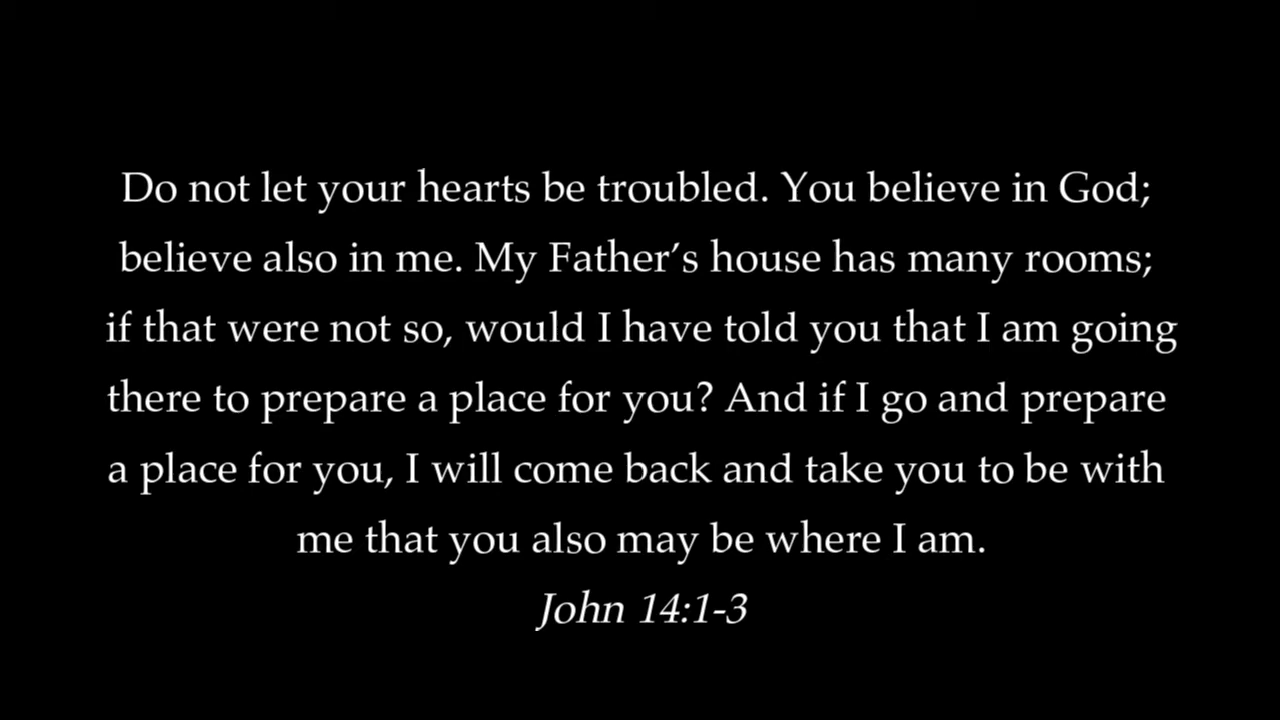 Do not let your hearts be troubled. You believe in God;
believe also in me. My Father’s house has many rooms;
if that were not so, would I have told you that I am going
there to prepare a place for you? And if I go and prepare
a place for you, I will come back and take you to be with
me that you also may be where I am.
John 14:1-3